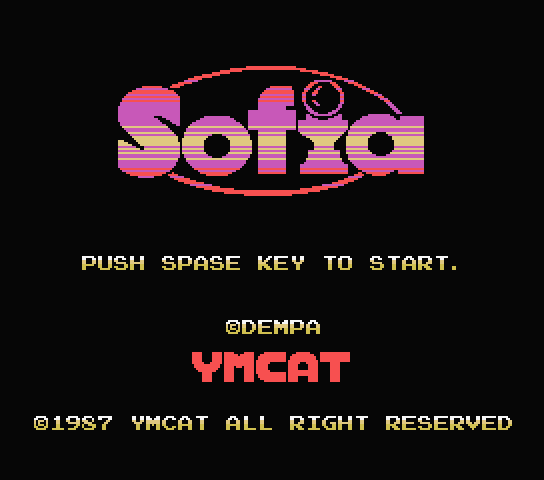 Sofia
PUSH SPASE KEY TO START.
©DEMPA
YMCAT
©1987 YMCAT ALL RIGHT RESERVED